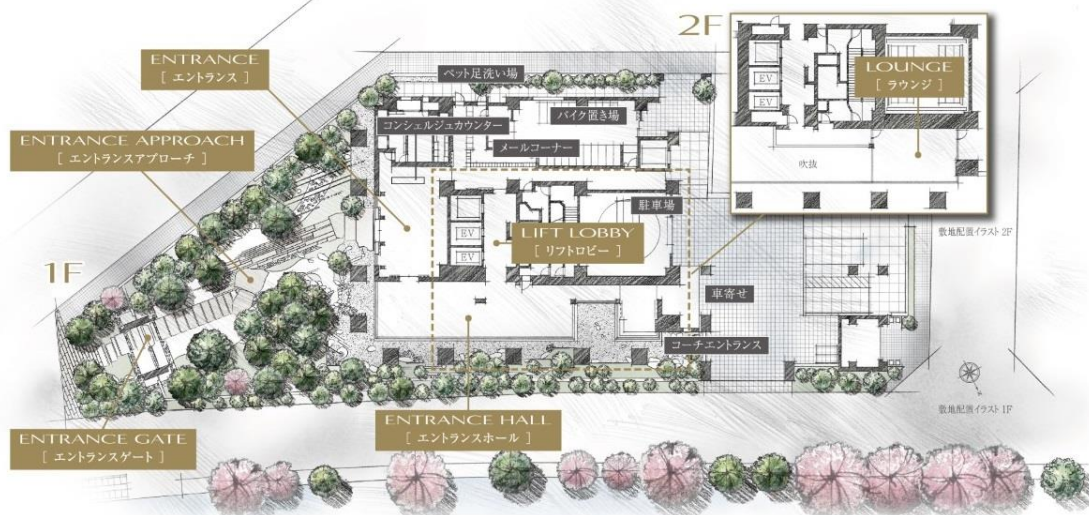 2F
ENTRANCE
[ エントランス ]
ペット足洗い場
EV
EV
LOUNGE
[ ラウンジ ]
コンシェルジュカウンター
バイク置き場
ENTRANCE APPROACH
[ エントランスアプローチ ]
メールコーナー
吹抜
駐車場
EV
EV
LIFT LOBBY
[ リフトロビー ]
敷地配置イラスト 2F
1F
車寄せ
コーチエントランス
敷地配置イラスト 1F
ENTRANCE GATE
[ エントランスゲート ]
ENTRANCE HALL
[ エントランスホール ]